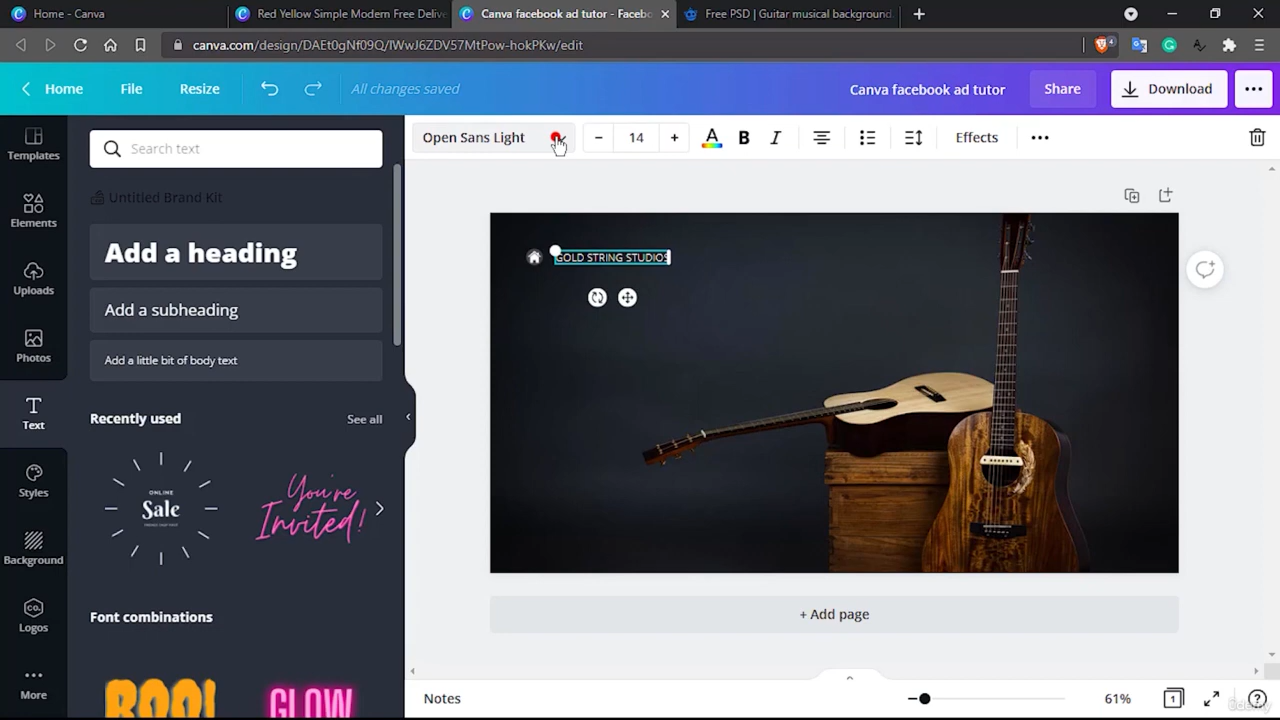 Home - Canva
Red Yellow Simple Modern Free Delive
Canva facebook ad tutor - Facebo
Free PSD | Guitar musical background
canva.com/design/DAEt0gNf09Q/IWwJ6ZDV57MtPow-hokPKw/edit
4
Home
File
Resize
All changes saved
Canva facebook ad tutor
Share
Download
Templates
Elements
Uploads
Photos
Text
Styles
Background
Logos
More
Search text
Untitled Brand Kit
Add a heading
Add a subheading
Add a little bit of body text
Recently used
See all
ONLINE
Sale
You're
Invited!
Font combinations
BOO!
GLOW
Open Sans Light
14
A
B
I
Effects
GOLD STRING STUDIOS
+ Add page
Notes
61%
1
Udemy